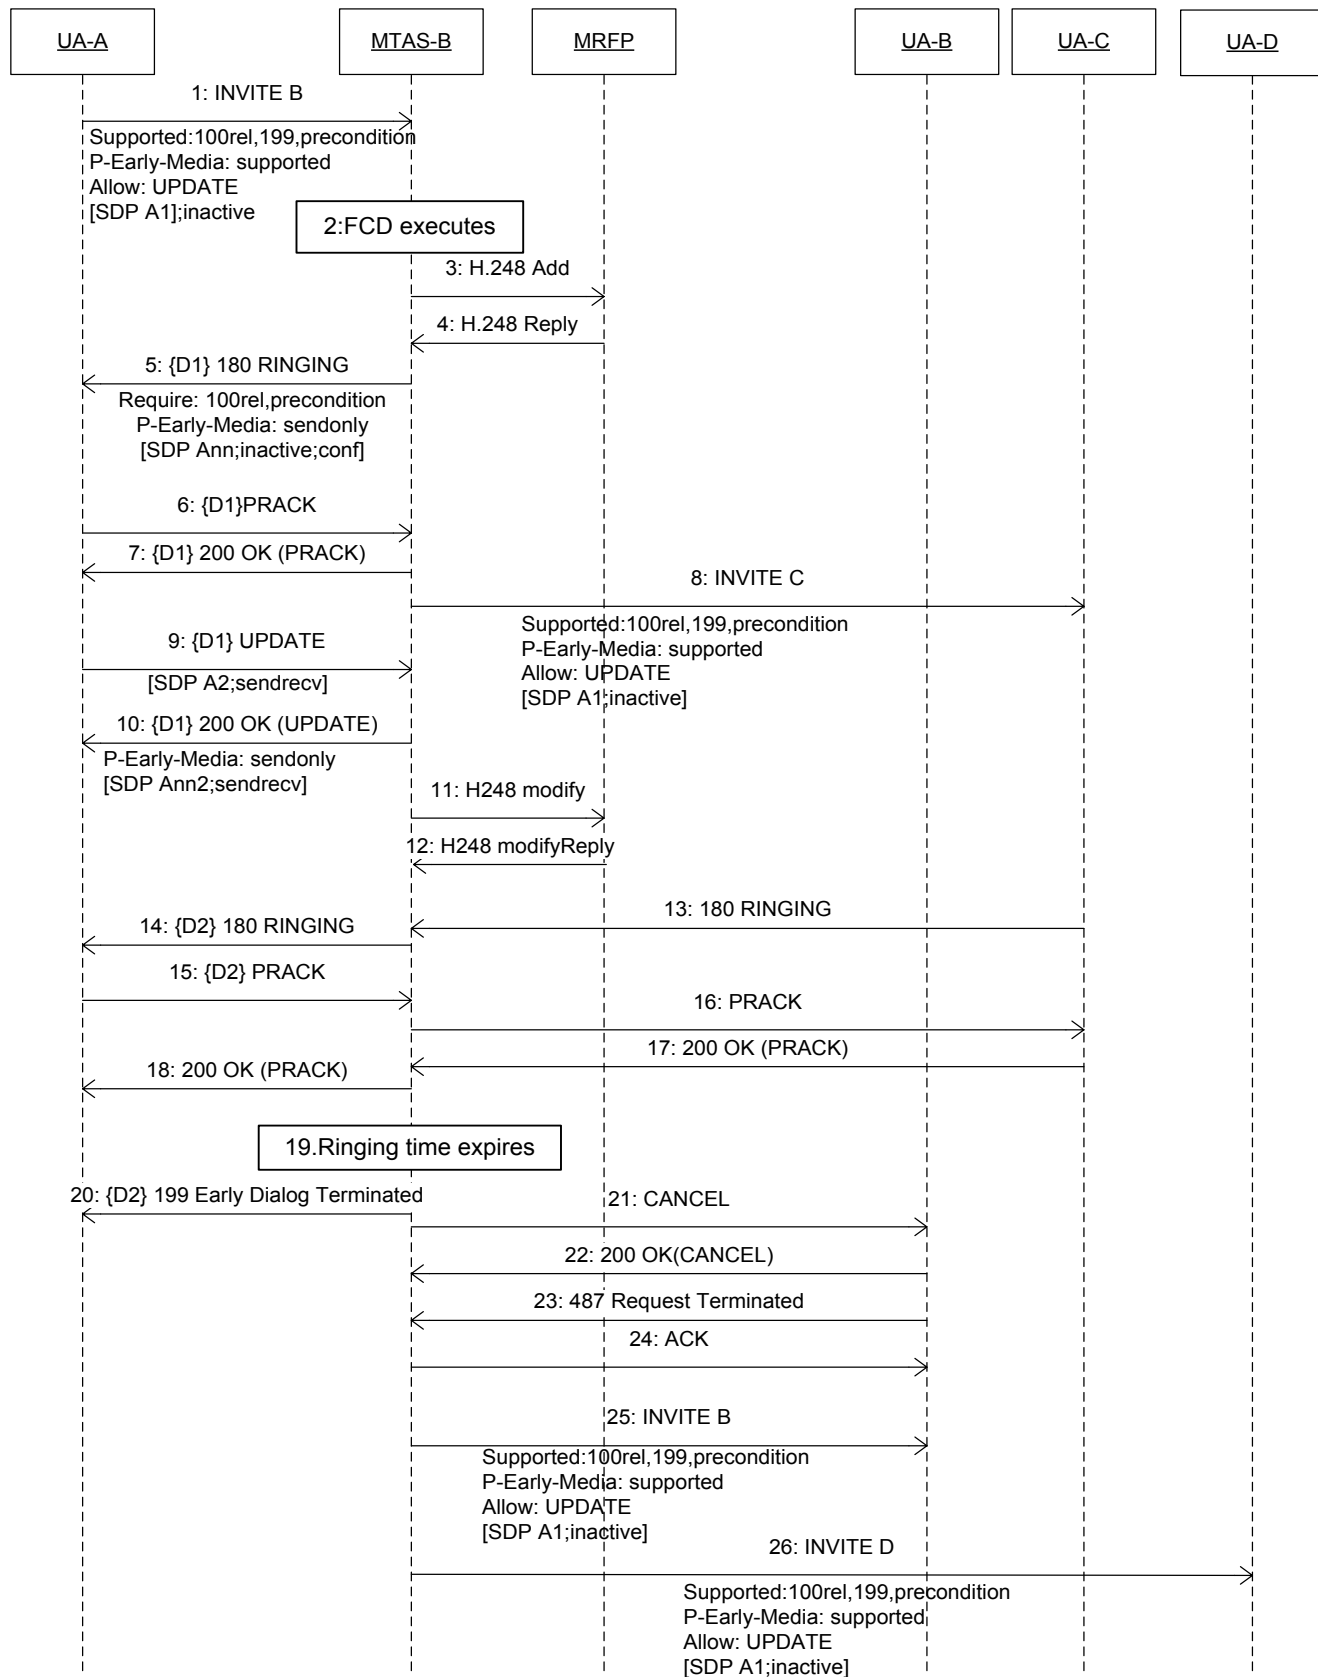 UA-A
MTAS-B
MRFP
UA-B
UA-C
UA-D
1: INVITE B
Supported:100rel,199,precondition
P-Early-Media: supported
Allow: UPDATE
[SDP A1];inactive
2:FCD executes
3: H.248 Add
4: H.248 Reply
5: {D1} 180 RINGING
Require: 100rel,precondition
P-Early-Media: sendonly
[SDP Ann;inactive;conf]
6: {D1}PRACK
7: {D1} 200 OK (PRACK)
8: INVITE C
Supported:100rel,199,precondition
P-Early-Media: supported
Allow: UPDATE
[SDP A1;inactive]
9: {D1} UPDATE
[SDP A2;sendrecv]
10: {D1} 200 OK (UPDATE)
P-Early-Media: sendonly
[SDP Ann2;sendrecv]
11: H248 modify
12: H248 modifyReply
13: 180 RINGING
14: {D2} 180 RINGING
15: {D2} PRACK
16: PRACK
17: 200 OK (PRACK)
18: 200 OK (PRACK)
19.Ringing time expires
20: {D2} 199 Early Dialog Terminated
21: CANCEL
22: 200 OK(CANCEL)
23: 487 Request Terminated
24: ACK
25: INVITE B
Supported:100rel,199,precondition
P-Early-Media: supported
Allow: UPDATE
[SDP A1;inactive]
26: INVITE D
Supported:100rel,199,precondition
P-Early-Media: supported
Allow: UPDATE
[SDP A1;inactive]